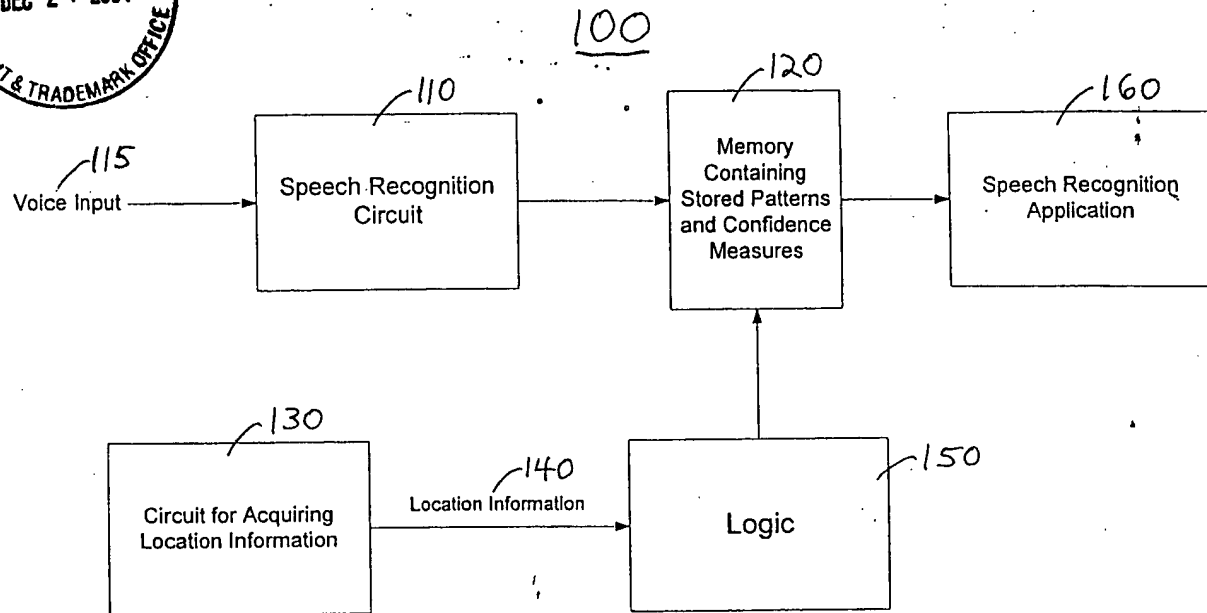 100
T & TRADEMARK OFFICE
110
120
160
115
Voice Input
Speech Recognition
Circuit
Memory
Containing
Stored Patterns
and Confidence
Measures
Speech Recognition
Application
130
140
150
Circuit for Acquiring
Location Information
Location Information
Logic